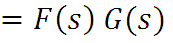 = F(s) G(s)